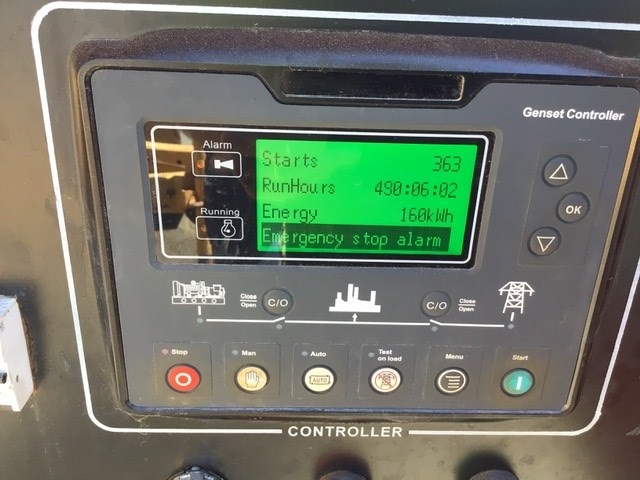 Genset Controller
Alarm
Running
Starts 363
RunHours 490:06:02
Energy 160kWh
Emergency stop alarm
OK
Close
Open
C/O
C/O
Close
Open
Stop
Man
Auto
Test
on load
Menu
Start
AUTO
CONTROLLER